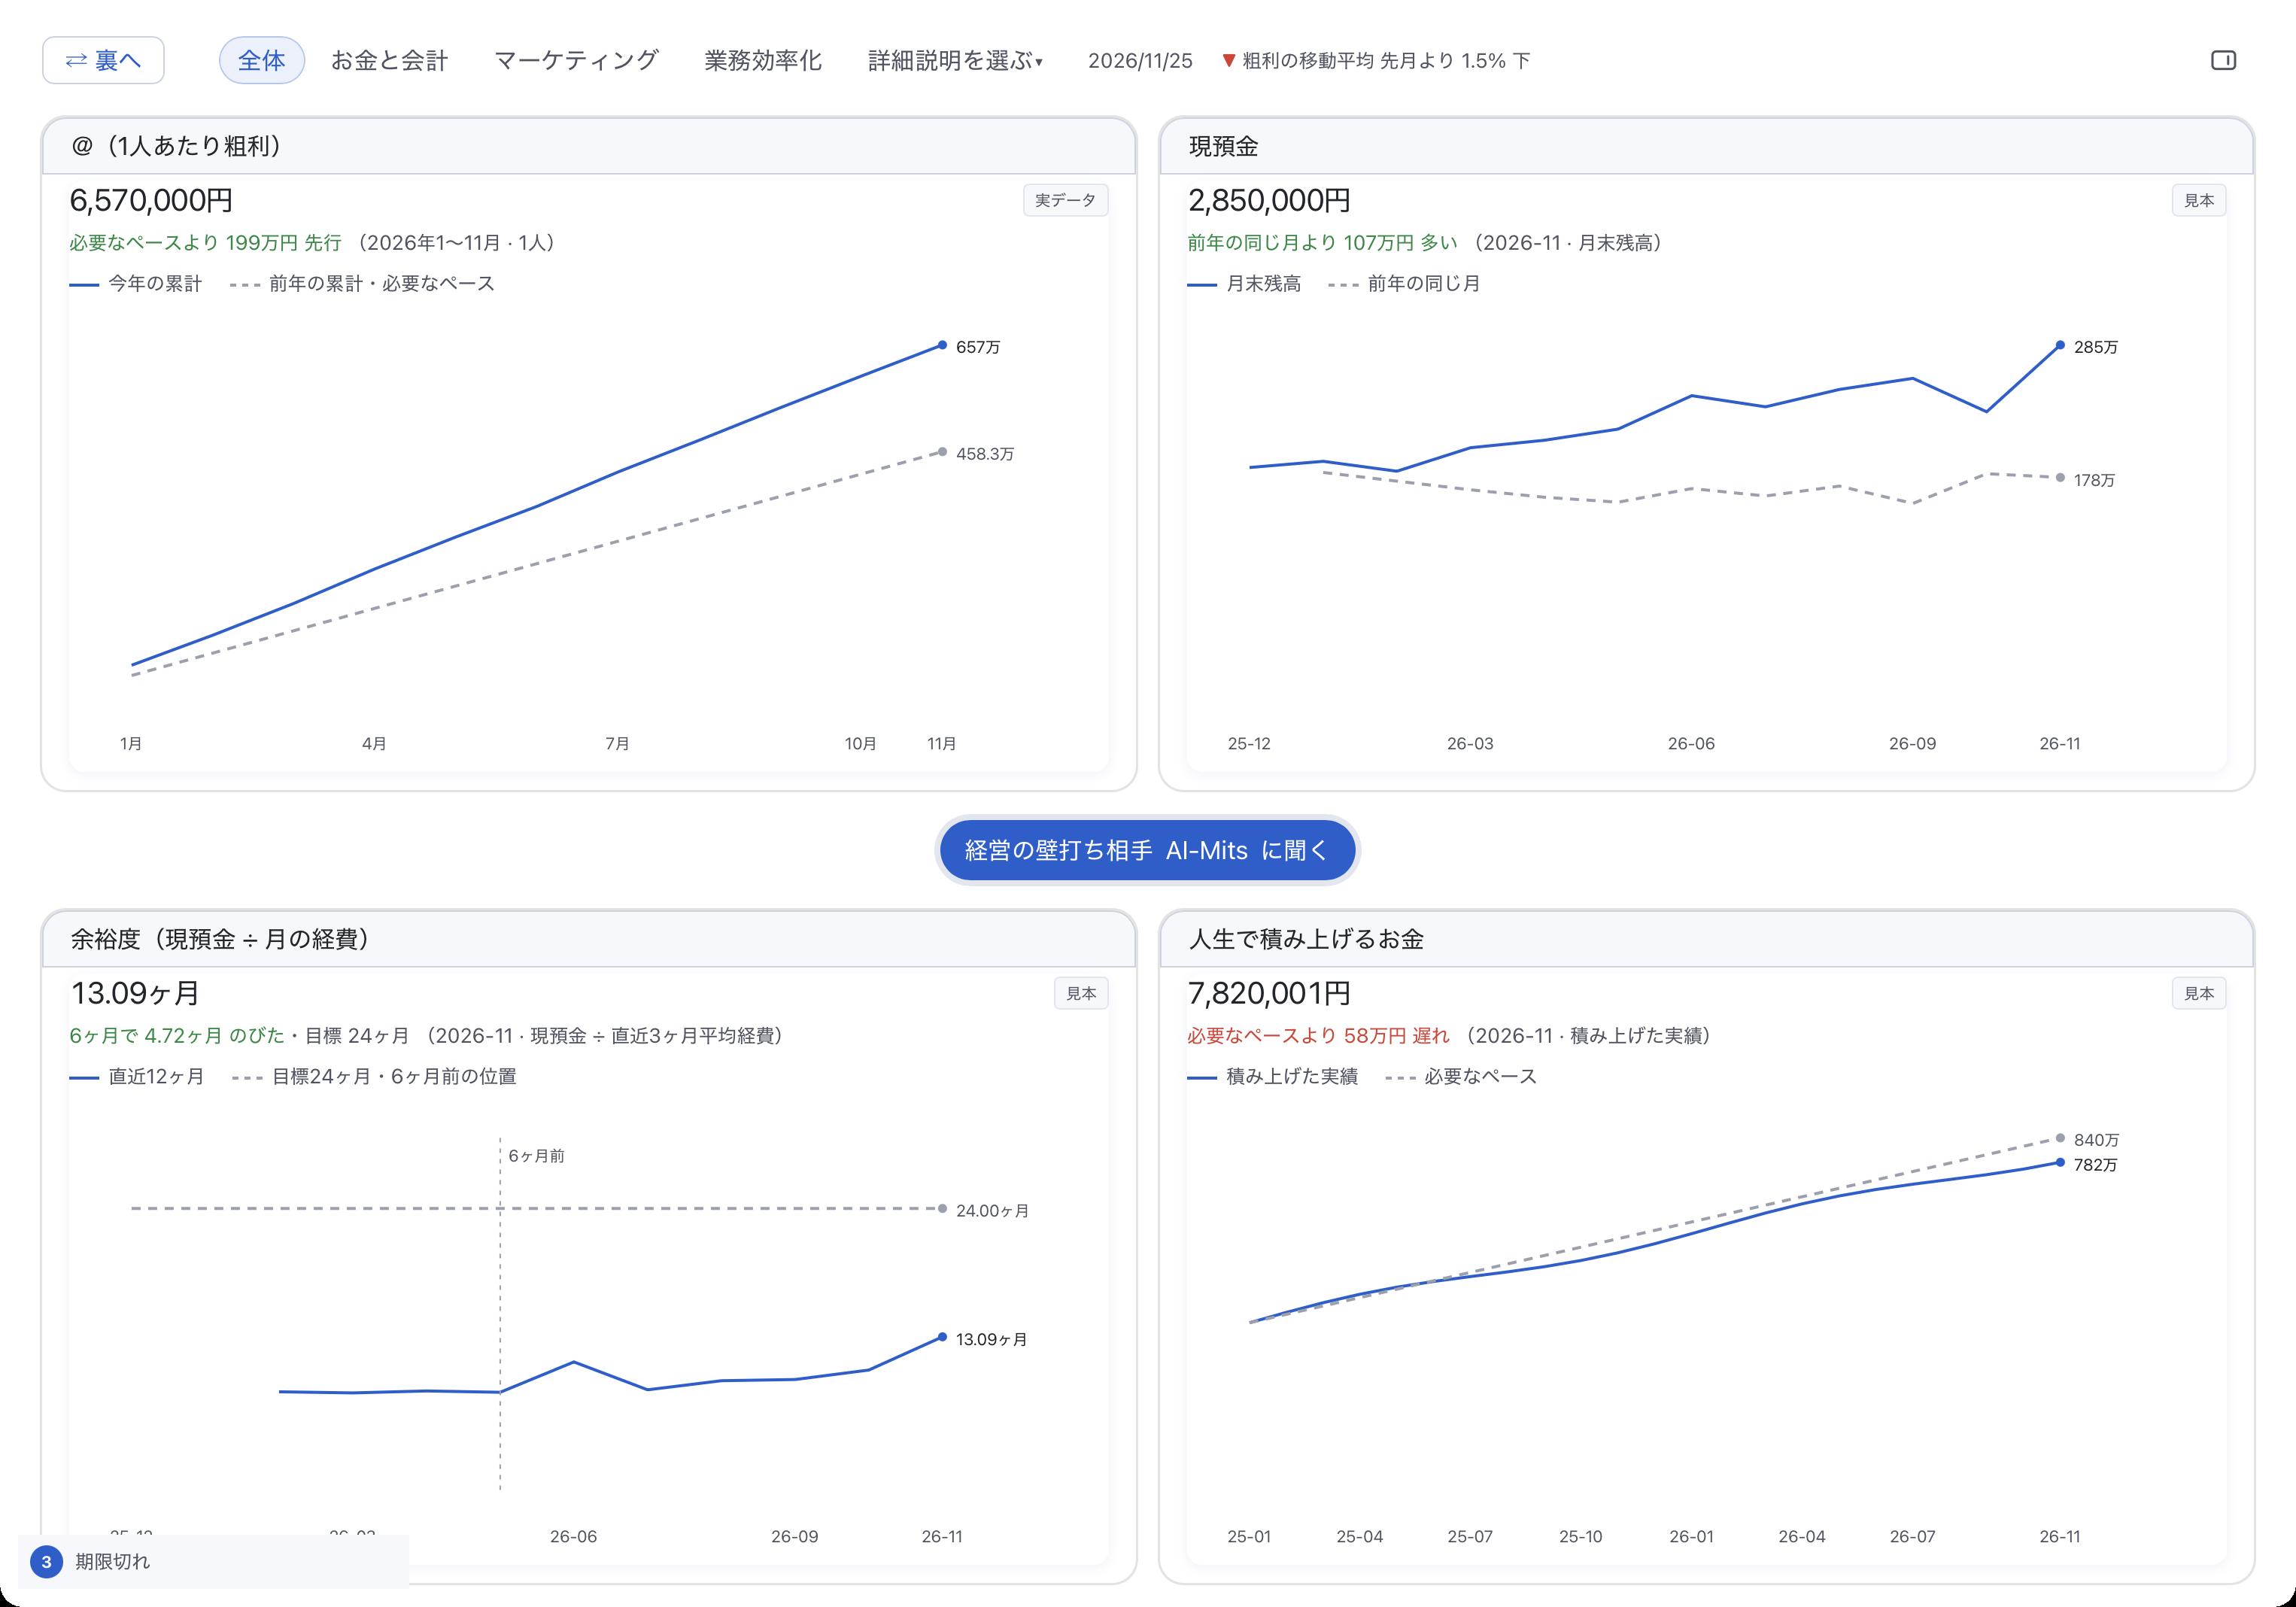 ⇄ 裏へ 全体 お金と会計 マーケティング 業務効率化 詳細説明を選ぶ▾ 2026/11/25 ▼ 粗利の移動平均 先月より 1.5% 下
@（1人あたり粗利）
6,570,000円 実データ
必要なペースより 199万円 先行 （2026年1〜11月 · 1人）
今年の累計 前年の累計・必要なペース
657万
458.3万
1月 4月 7月 10月 11月
現預金
2,850,000円 見本
前年の同じ月より 107万円 多い （2026-11 · 月末残高）
月末残高 前年の同じ月
285万
178万
25-12 26-03 26-06 26-09 26-11
経営の壁打ち相手 AI-Mits に聞く
余裕度（現預金 ÷ 月の経費）
13.09ヶ月 見本
6ヶ月で 4.72ヶ月 のびた・目標 24ヶ月 （2026-11 · 現預金 ÷ 直近3ヶ月平均経費）
直近12ヶ月 目標24ヶ月・6ヶ月前の位置
6ヶ月前
24.00ヶ月
13.09ヶ月
26-06 26-09 26-11
人生で積み上げるお金
7,820,001円 見本
必要なペースより 58万円 遅れ （2026-11 · 積み上げた実績）
積み上げた実績 必要なペース
840万
782万
25-01 25-04 25-07 25-10 26-01 26-04 26-07 26-11
3 期限切れ